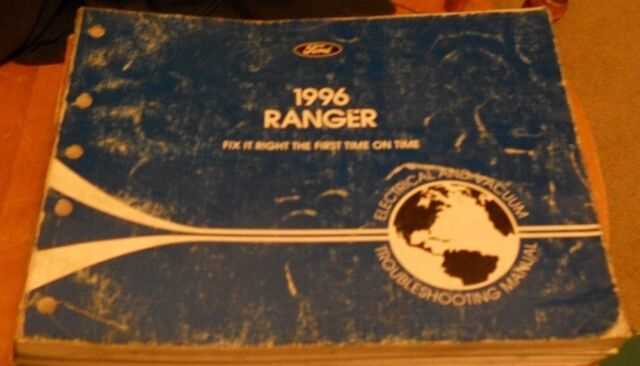 Ford
1996
RANGER
FIX IT RIGHT THE FIRST TIME ON TIME
ELECTRICAL AND VACUUM
TROUBLESHOOTING MANUAL